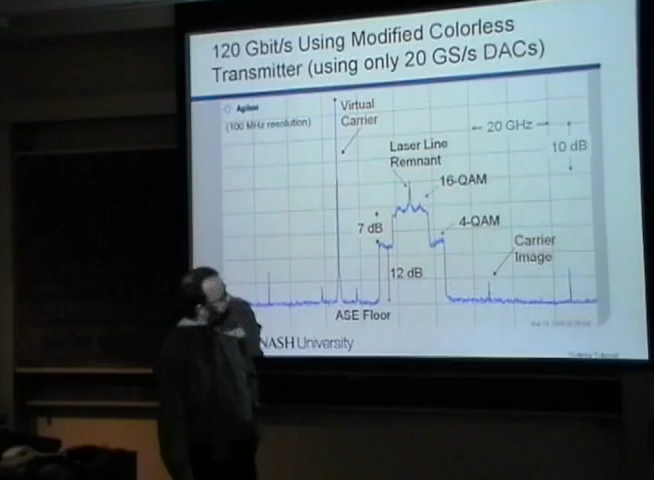 120 Gbit/s Using Modified Colorless
Transmitter (using only 20 GS/s DACs)
Agilent
(100 MHz resolution)
Virtual
Carrier
20 GHz
10 dB
Laser Line
Remnant
16-QAM
7 dB
4-QAM
Carrier
Image
12 dB
ASE Floor
NASH University